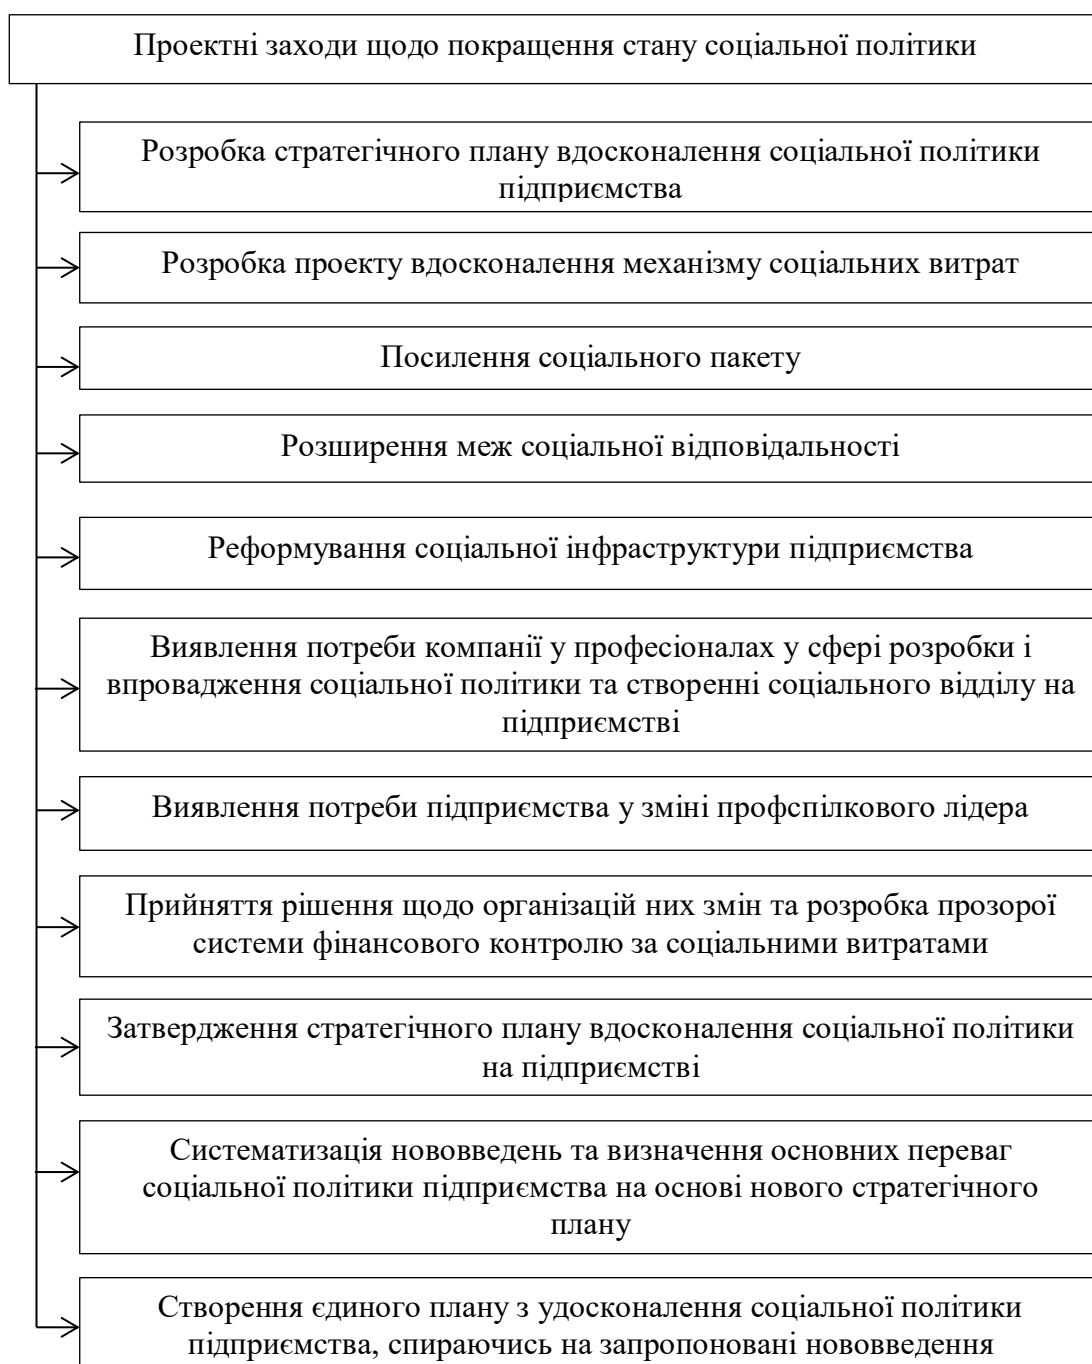 Проектні заходи щодо покращення стану соціальної політики
Розробка стратегічного плану вдосконалення соціальної політики
підприємства
Розробка проекту вдосконалення механізму соціальних витрат
Посилення соціального пакету
Розширення меж соціальної відповідальності
Реформування соціальної інфраструктури підприємства
Виявлення потреби компанії у професіоналах у сфері розробки і
впровадження соціальної політики та створенні соціального відділу на
підприємстві
Виявлення потреби підприємства у зміні профспілкового лідера
Прийняття рішення щодо організацій них змін та розробка прозорої
системи фінансового контролю за соціальними витратами
Затвердження стратегічного плану вдосконалення соціальної політики
на підприємстві
Систематизація нововведень та визначення основних переваг
соціальної політики підприємства на основі нового стратегічного
плану
Створення єдиного плану з удосконалення соціальної політики
підприємства, спираючись на запропоновані нововведення